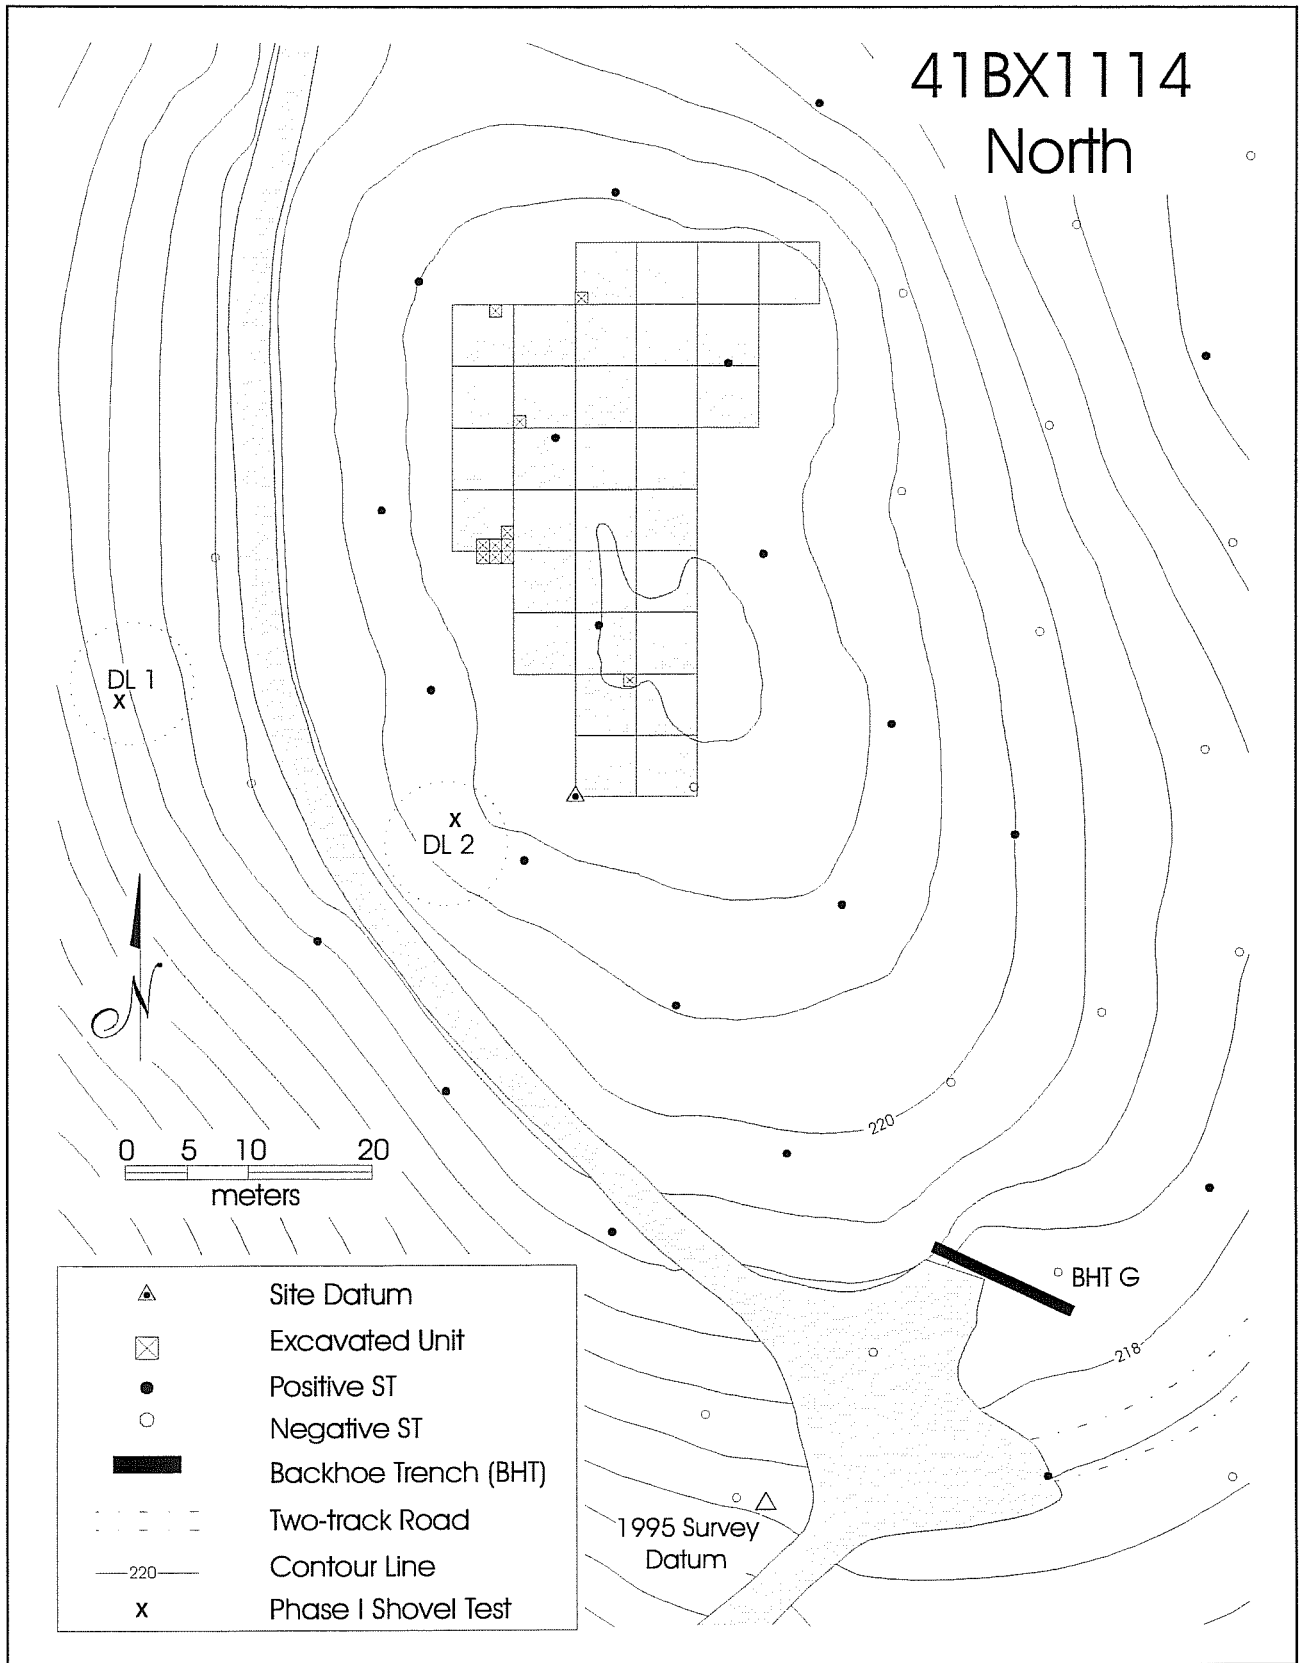 41BX1114
North
DL 1
DL 2
N
220
0 5 10 20
meters
BHT G
218
Site Datum
Excavated Unit
Positive ST
Negative ST
Backhoe Trench (BHT)
Two-track Road
220
Contour Line
x
Phase I Shovel Test
1995 Survey
Datum
x
x